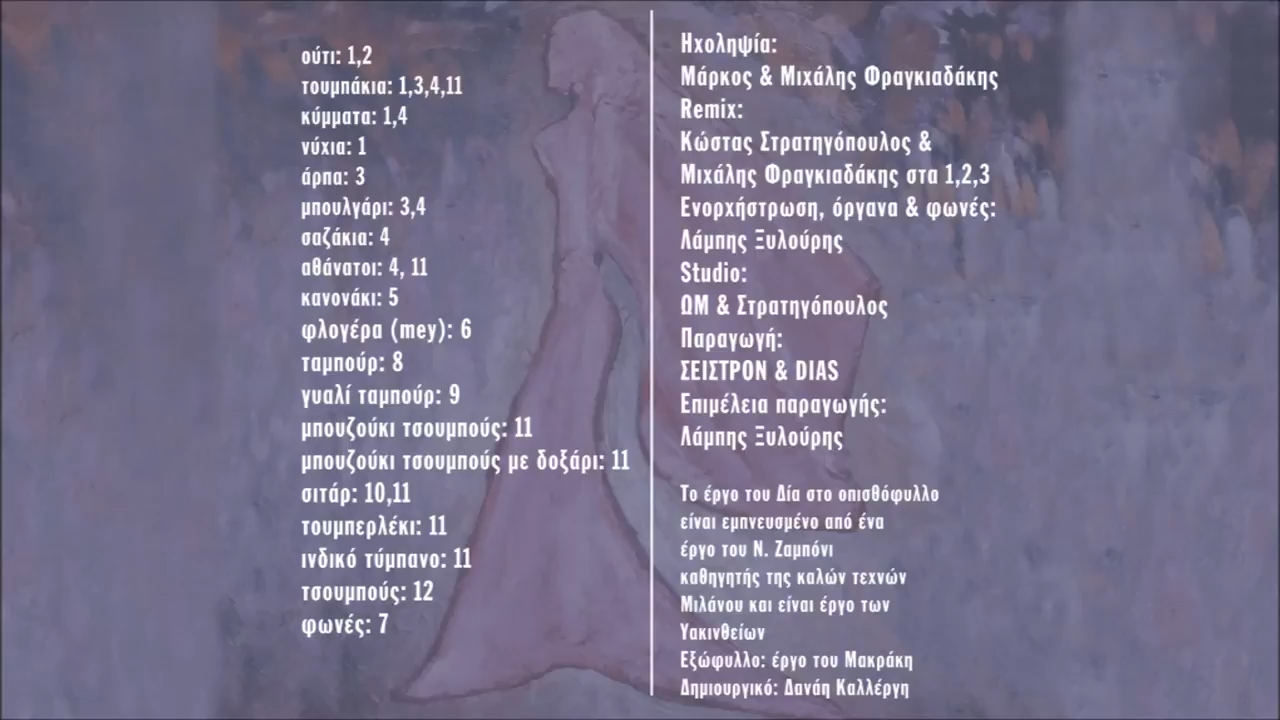 ούτι: 1,2
τουμπάκια: 1,3,4,11
κύμματα: 1,4
νύχια: 1
άρπα: 3
μπουλγάρι: 3,4
σαζάκια: 4
αθάνατοι: 4, 11
κανονάκι: 5
φλογέρα (mey): 6
ταμπούρ: 8
γυαλί ταμπούρ: 9
μπουζούκι τσουμπούς: 11
μπουζούκι τσουμπούς με δοξάρι: 11
σιτάρ: 10,11
τουμπερλέκι: 11
ινδικό τύμπανο: 11
τσουμπούς: 12
φωνές: 7
Ηχοληψία:
Μάρκος & Μιχάλης Φραγκιαδάκης
Remix:
Κώστας Στρατηγόπουλος &
Μιχάλης Φραγκιαδάκης στα 1,2,3
Ενορχήστρωση, όργανα & φωνές:
Λάμπης Ξυλούρης
Studio:
ΩΜ & Στρατηγόπουλος
Παραγωγή:
ΣΕΙΣΤΡΟΝ & DIAS
Επιμέλεια παραγωγής:
Λάμπης Ξυλούρης
Το έργο του Δία στο οπισθόφυλλο
είναι εμπνευσμένο από ένα
έργο του Ν. Ζαμπόνι
καθηγητής της καλών τεχνών
Μιλάνου και είναι έργο των
Υακινθείων
Εξώφυλλο: έργο του Μακράκη
Δημιουργικό: Δανάη Καλλέργη